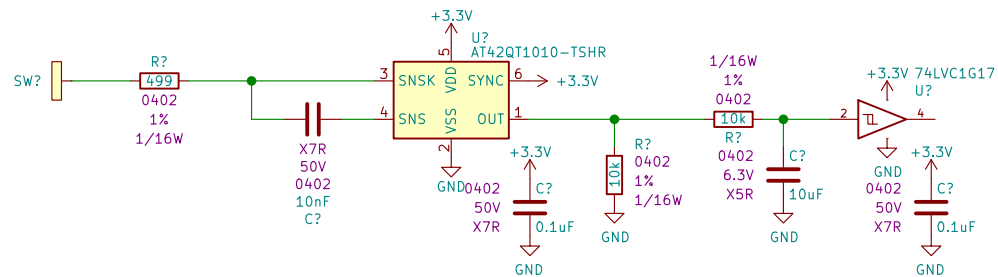 SW?
R?
499
0402
1%
1/16W
X7R
50V
0402
10nF
C?
+3.3V
U?
AT42QT1010-TSHR
5
3
SNSK
VDD
SYNC
6
+3.3V
4
SNS
VSS
OUT
1
2
GND
+3.3V
0402
50V
X7R
C?
0.1uF
GND
R?
0402
10k
1%
1/16W
GND
1/16W
1%
0402
10k
R?
0402
6.3V
X5R
C?
10uF
GND
+3.3V
74LVC1G17
U?
2
4
GND
+3.3V
0402
50V
X7R
C?
0.1uF
GND